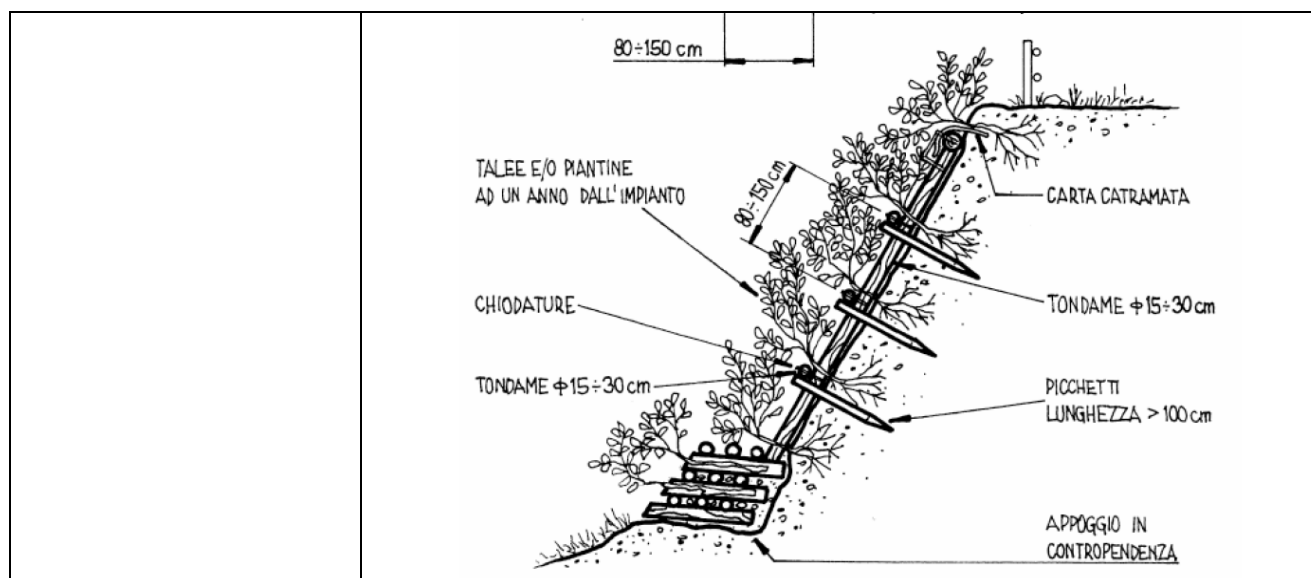 80÷150 cm
TALEE E/O PIANTINE
AD UN ANNO DALL'IMPIANTO
80÷150 cm
CARTA CATRAMATA
CHIODATURE
TONDAME ϕ15÷30 cm
TONDAME ϕ15÷30 cm
PICCHETTI
LUNGHEZZA > 100 cm
APPOGGIO IN
CONTROPENDENZA